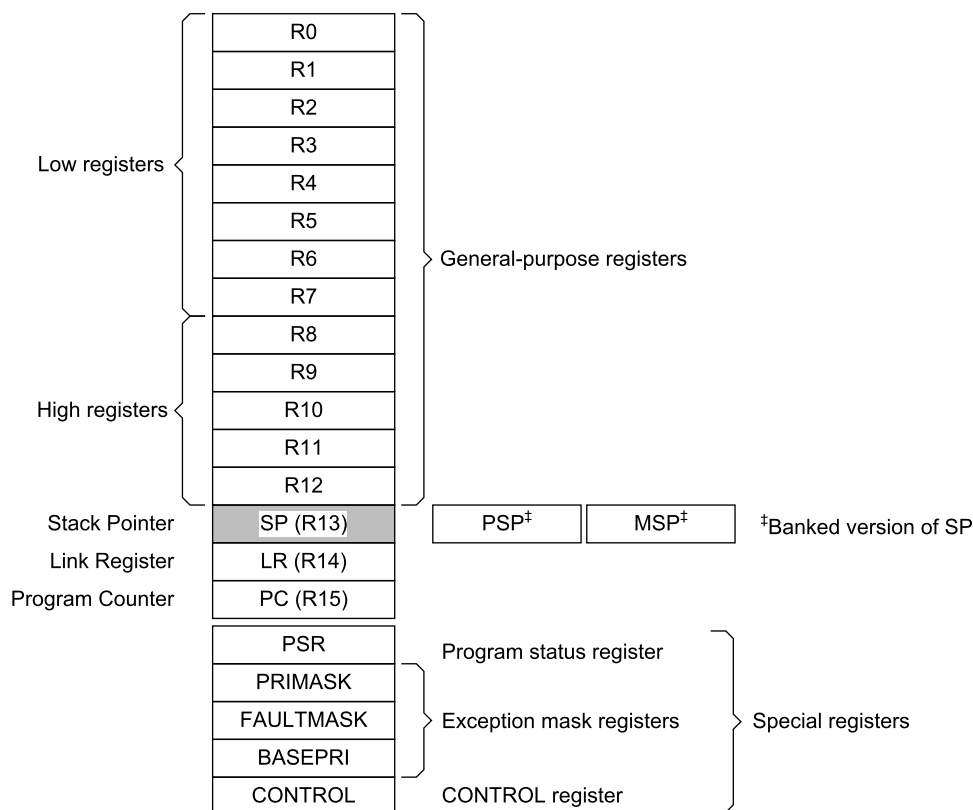 R0
R1
R2
R3
Low registers
R4
R5
R6
General-purpose registers
R7
R8
R9
High registers
R10
R11
R12
Stack Pointer SP (R13) PSP‡ MSP‡ ‡Banked version of SP
Link Register LR (R14)
Program Counter PC (R15)
PSR Program status register
PRIMASK
FAULTMASK Exception mask registers Special registers
BASEPRI
CONTROL CONTROL register